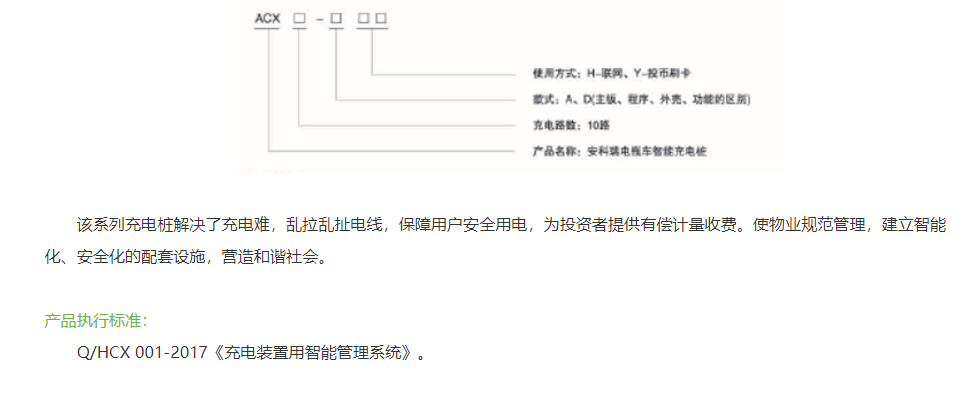 ACX □ - □ □□
使用方式：H-联网、Y-投币刷卡
款式：A、D(主板、程序、外壳、功能的区别)
充电路数：10路
产品名称：安科瑞电瓶车智能充电桩
该系列充电桩解决了充电难，乱拉乱扯电线，保障用户安全用电，为投资者提供有偿计量收费。使物业规范管理，建立智能
化、安全化的配套设施，营造和谐社会。
产品执行标准：
Q/HCX 001-2017《充电装置用智能管理系统》。